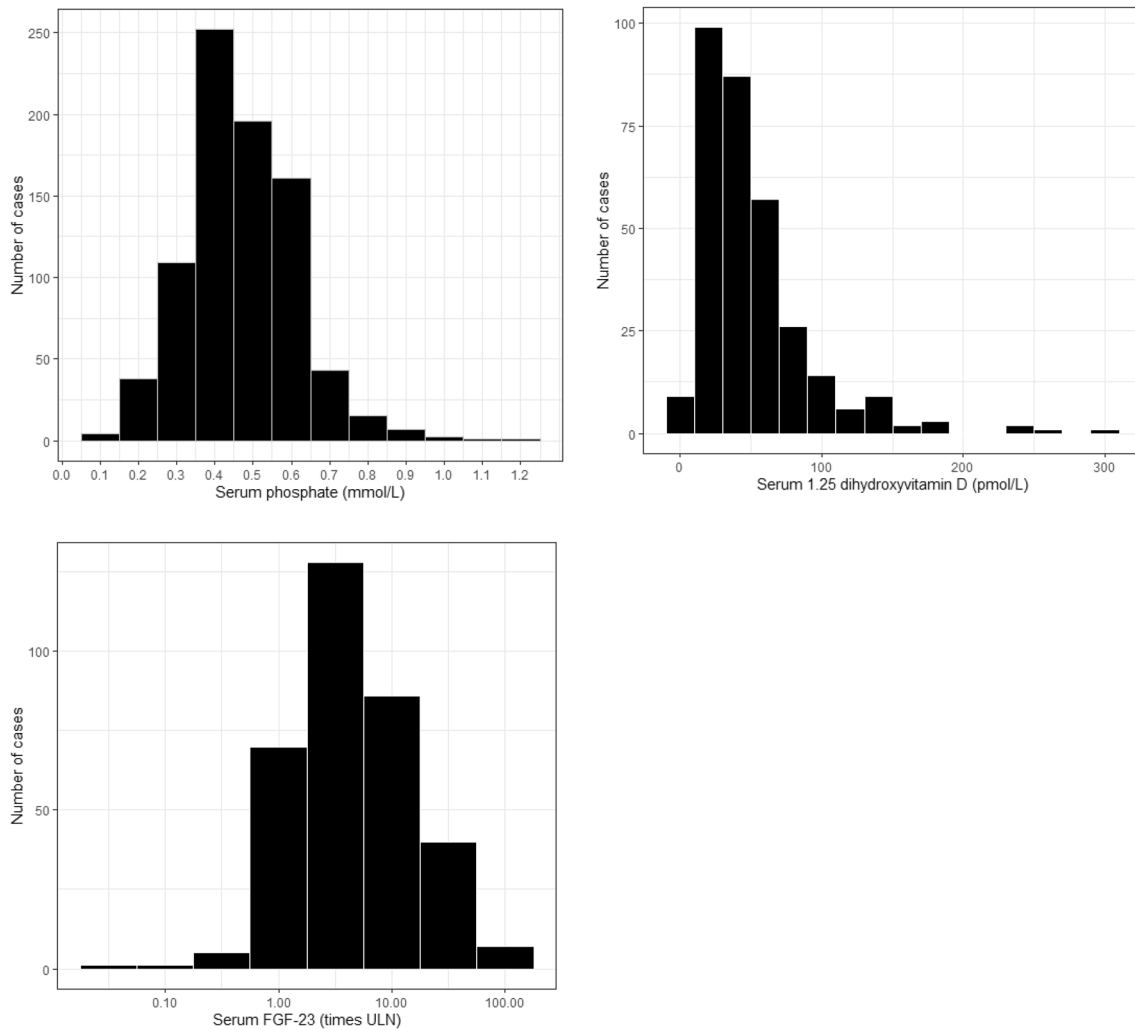 250
200
150
100
50
0
Number of cases
0.0 0.1 0.2 0.3 0.4 0.5 0.6 0.7 0.8 0.9 1.0 1.1 1.2
Serum phosphate (mmol/L)
100
75
50
25
0
Number of cases
0 100 200 300
Serum 1.25 dihydroxyvitamin D (pmol/L)
100
50
0
Number of cases
0.10 1.00 10.00 100.00
Serum FGF-23 (times ULN)